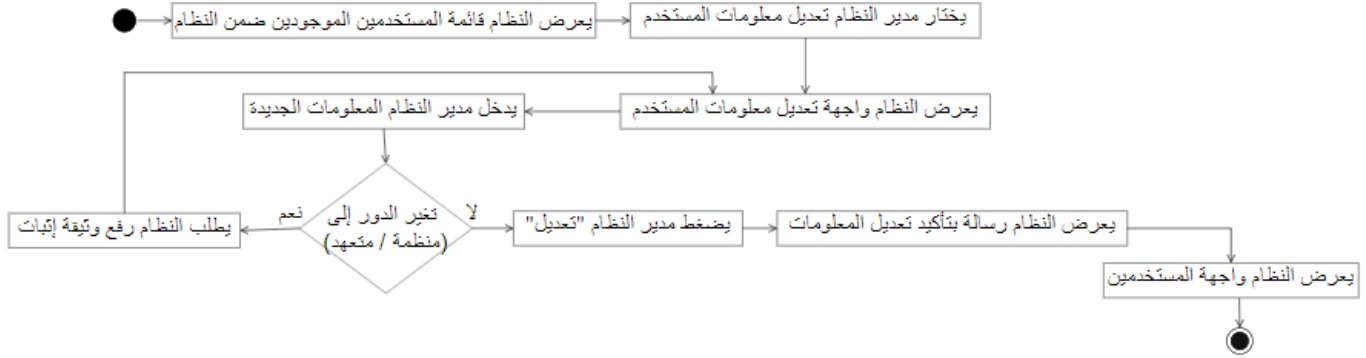 يعرض النظام قائمة المستخدمين الموجودين ضمن النظام
يختار مدير النظام تعديل معلومات المستخدم
يعرض النظام واجهة تعديل معلومات المستخدم
يدخل مدير النظام المعلومات الجديدة
تغير الدور إلى
(منظمة / متعهد)
نعم
يطلب النظام رفع وثيقة إثبات
لا
يضغط مدير النظام "تعديل"
يعرض النظام رسالة بتأكيد تعديل المعلومات
يعرض النظام واجهة المستخدمين